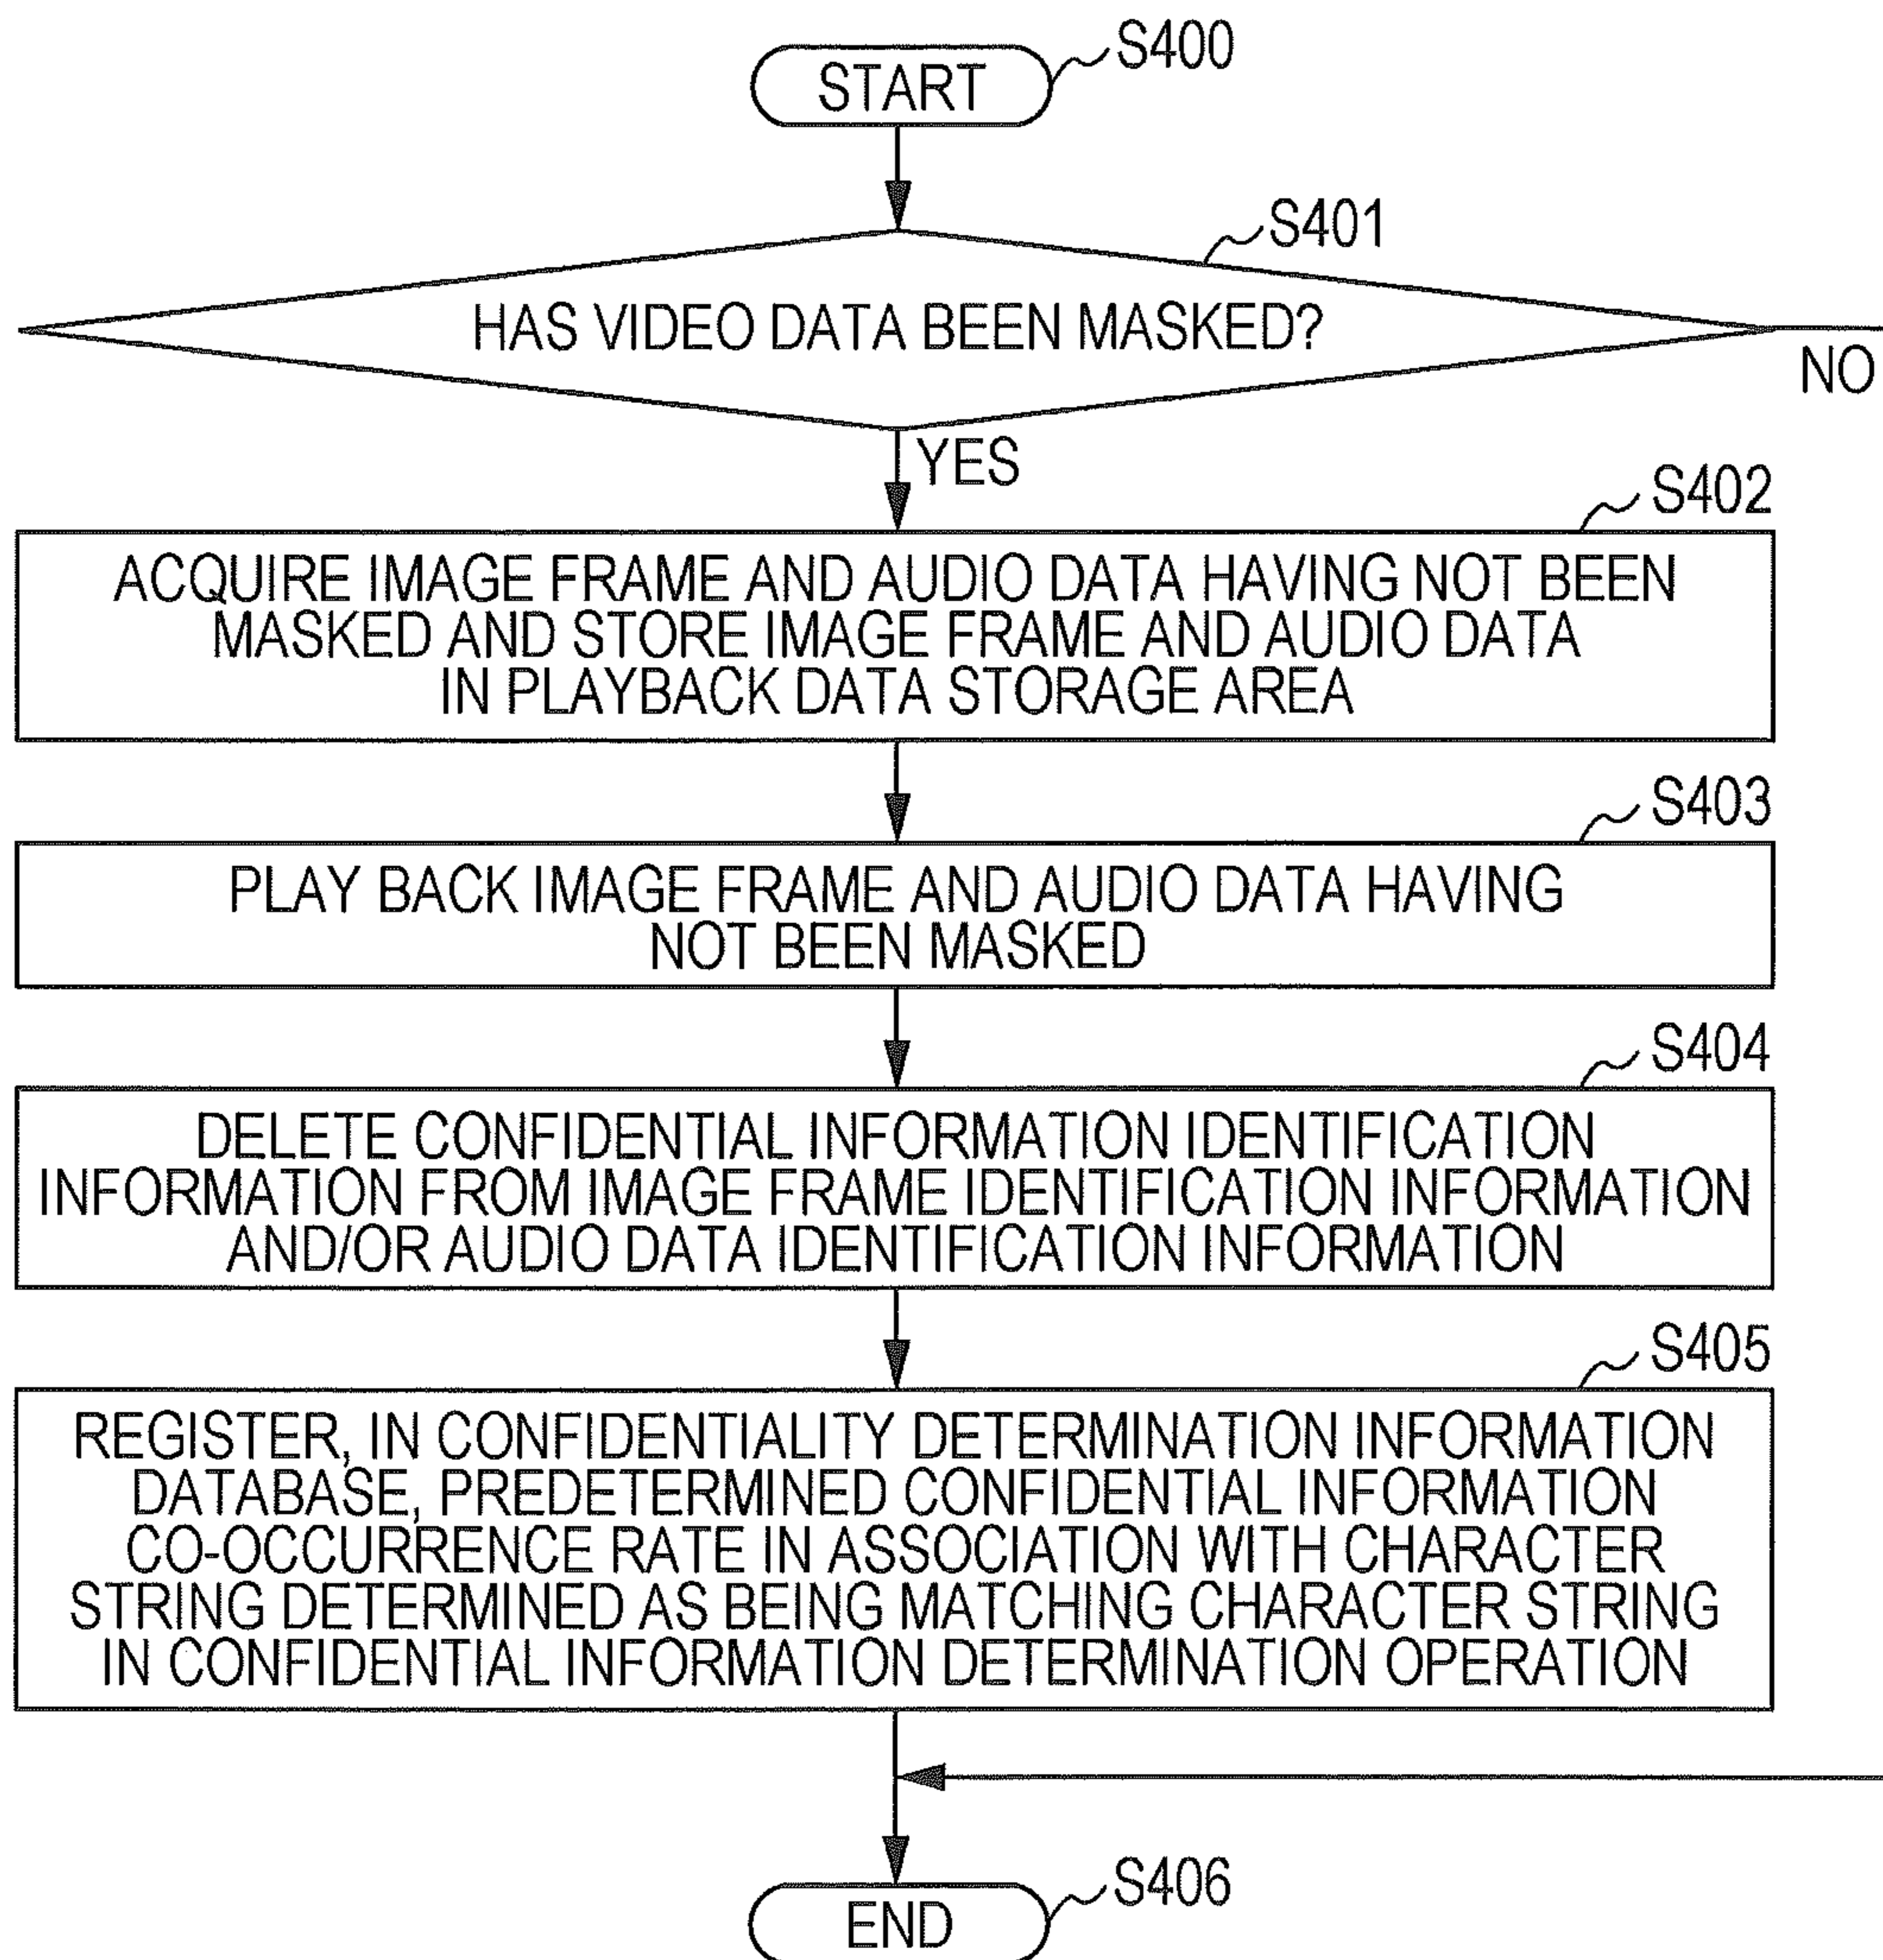 START
S400
S401
HAS VIDEO DATA BEEN MASKED?
NO
YES
S402
ACQUIRE IMAGE FRAME AND AUDIO DATA HAVING NOT BEEN
MASKED AND STORE IMAGE FRAME AND AUDIO DATA
IN PLAYBACK DATA STORAGE AREA
S403
PLAY BACK IMAGE FRAME AND AUDIO DATA HAVING
NOT BEEN MASKED
S404
DELETE CONFIDENTIAL INFORMATION IDENTIFICATION
INFORMATION FROM IMAGE FRAME IDENTIFICATION INFORMATION
AND/OR AUDIO DATA IDENTIFICATION INFORMATION
S405
REGISTER, IN CONFIDENTIALITY DETERMINATION INFORMATION
DATABASE, PREDETERMINED CONFIDENTIAL INFORMATION
CO-OCCURRENCE RATE IN ASSOCIATION WITH CHARACTER
STRING DETERMINED AS BEING MATCHING CHARACTER STRING
IN CONFIDENTIAL INFORMATION DETERMINATION OPERATION
S406
END